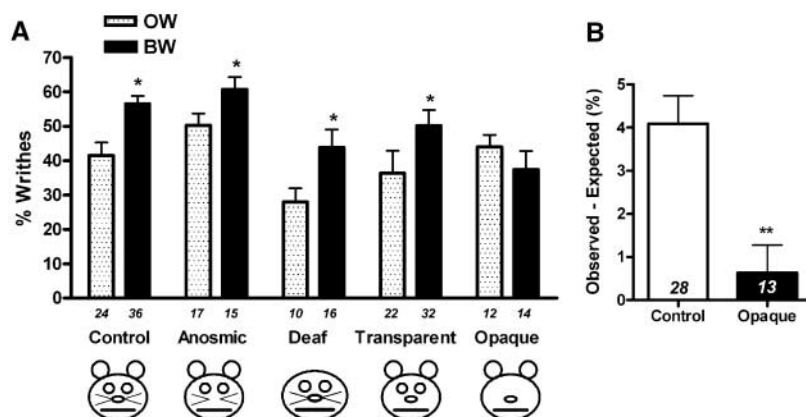 A
OW
BW
B
% Writhes
70
60
50
40
30
20
10
0
* * * *
24 36 17 15 10 16 22 32 12 14
Control Anosmic Deaf Transparent Opaque
Observed - Expected (%)
5
4
3
2
1
0
**
28 13
Control Opaque